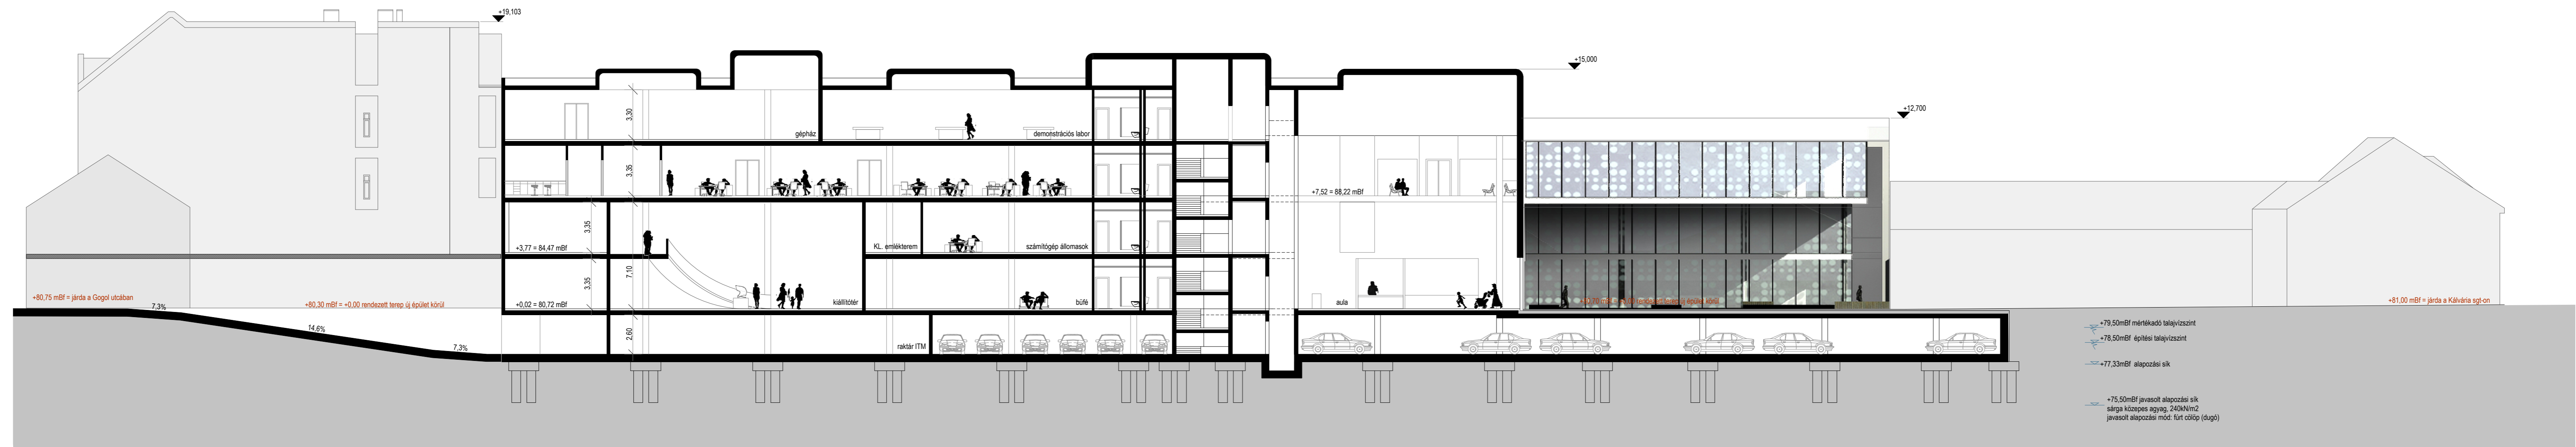 +19,103
+15,000
+12,700
3,30
gépház
demonstrációs labor
3,35
+7,52 = 88,22 mBf
3,35
+3,77 = 84,47 mBf
KL. emlékterem
számítógép állomasok
3,35
7,10
+80,75 mBf = járda a Gogol utcában
7,3%
+80,30 mBf = +0,00 rendezett terep új épület körül
+0,02 = 80,72 mBf
kiállítótér
büfé
aula
+81,00 mBf = járda a Kálvária sgt-on
14,6%
7,3%
2,60
raktár ITM
+79,50mBf mértékadó talajvízszint
+78,50mBf építési talajvízszint
+77,33mBf alapozási sík
+75,50mBf javasolt alapozási sík
sárga közepes agyag, 240kN/m2
javasolt alapozási mód: fúrt cölöp (dugó)